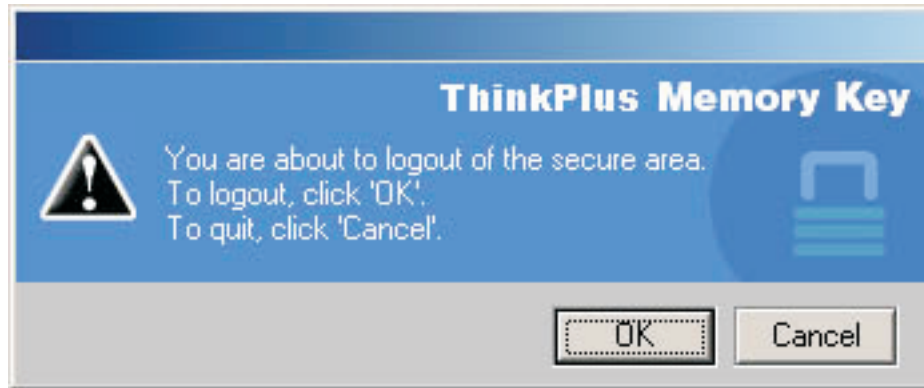 ThinkPlus Memory Key
You are about to logout of the secure area.
To logout, click 'OK'.
To quit, click 'Cancel'.
OK
Cancel